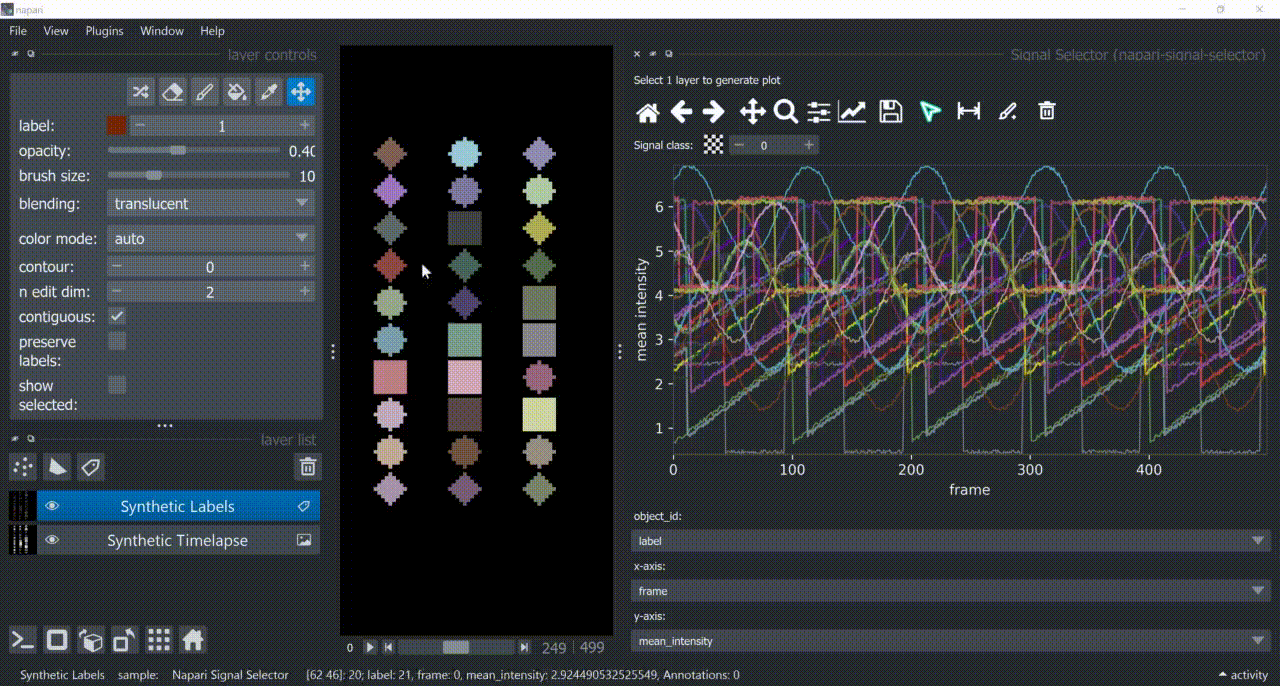 napari
File View Plugins Window Help
layer controls
label: 1
opacity: 0.40
brush size: 10
blending: translucent
color mode: auto
contour: 0
n edit dim: 2
contiguous:
preserve
labels:
show
selected:
layer list
Synthetic Labels
Synthetic Timelapse
0 249 499
Signal Selector (napari-signal-selector)
Select 1 layer to generate plot
Signal class: 0
mean intensity
6
5
4
3
2
1
0 100 200 300 400
frame
object_id:
label
x-axis:
frame
y-axis:
mean_intensity
Synthetic Labels sample: Napari Signal Selector [62 46]: 20; label: 21, frame: 0, mean_intensity: 2.924490532525549, Annotations: 0
activity